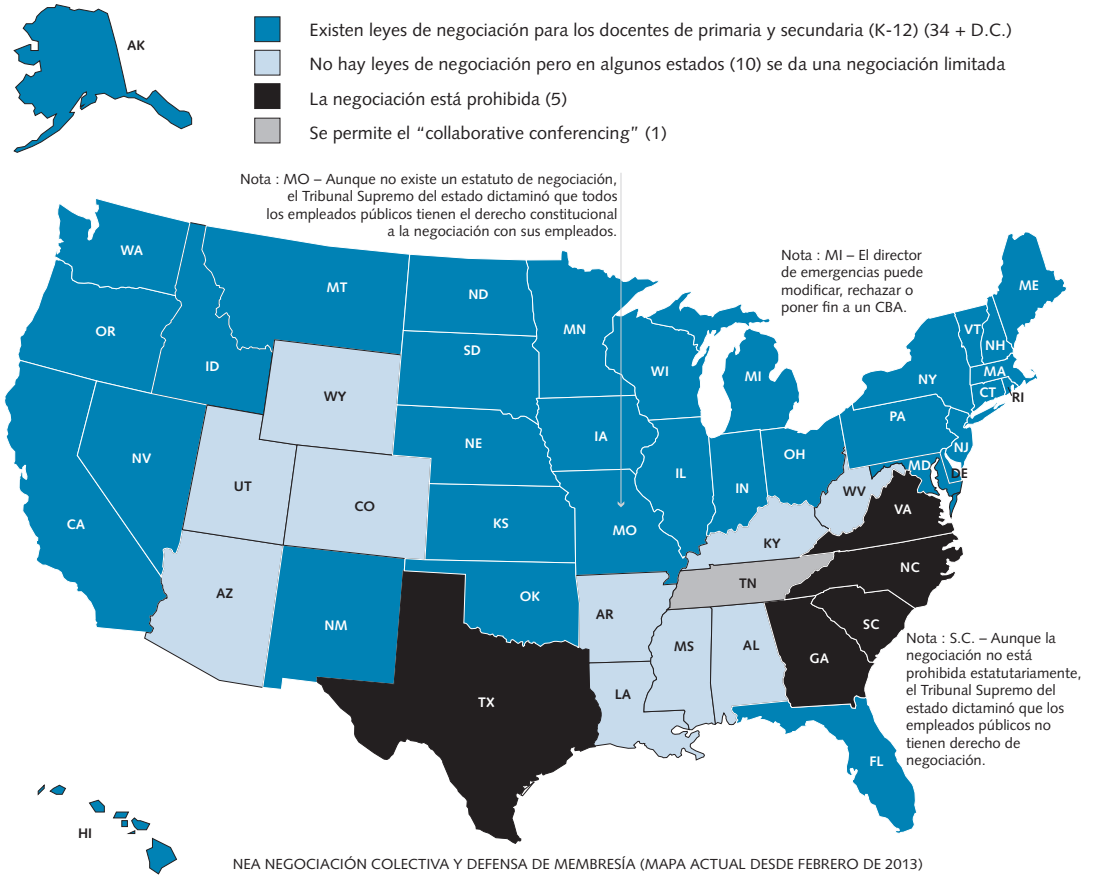 Existen leyes de negociación para los docentes de primaria y secundaria (K-12) (34 + D.C.)
No hay leyes de negociación pero en algunos estados (10) se da una negociación limitada
La negociación está prohibida (5)
Se permite el “collaborative conferencing” (1)
AK
Nota : MO – Aunque no existe un estatuto de negociación,
el Tribunal Supremo del estado dictaminó que todos
los empleados públicos tienen el derecho constitucional
a la negociación con sus empleados.
Nota : MI – El director
de emergencias puede
modificar, rechazar o
poner fin a un CBA.
WA
MT
ND
MN
ME
OR
ID
SD
WI
MI
VT
NH
NY
MA
CT
RI
WY
NE
IA
PA
NV
UT
CO
KS
MO
IL
IN
OH
NJ
MD
DE
WV
VA
CA
KY
AZ
NM
OK
AR
TN
NC
SC
MS
AL
GA
TX
LA
FL
Nota : S.C. – Aunque la
negociación no está
prohibida estatutariamente,
el Tribunal Supremo del
estado dictaminó que los
empleados públicos no
tienen derecho de
negociación.
HI
NEA NEGOCIACIÓN COLECTIVA Y DEFENSA DE MEMBRESÍA (MAPA ACTUAL DESDE FEBRERO DE 2013)